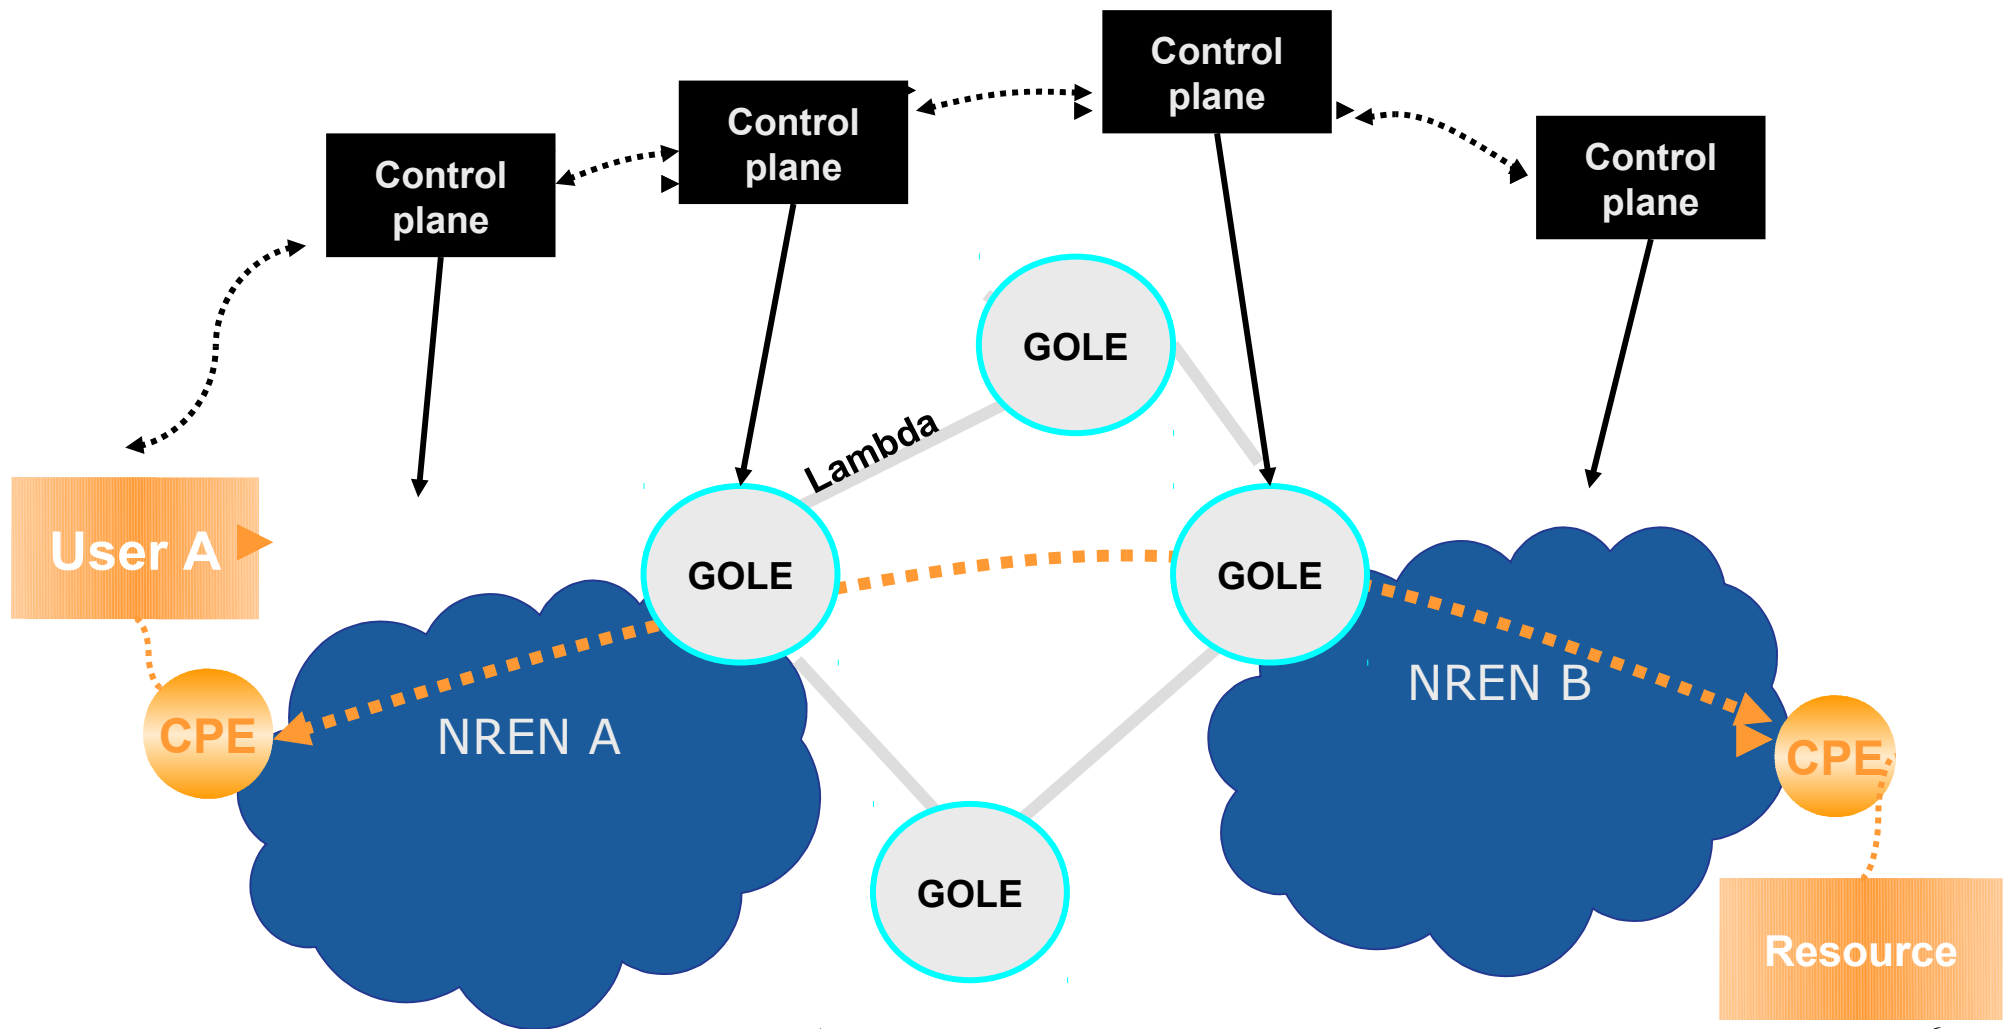 Control
plane
Control
plane
Control
plane
Control
plane
GOLE
Lambda
User A
GOLE
GOLE
NREN B
NREN A
CPE
CPE
GOLE
Resource